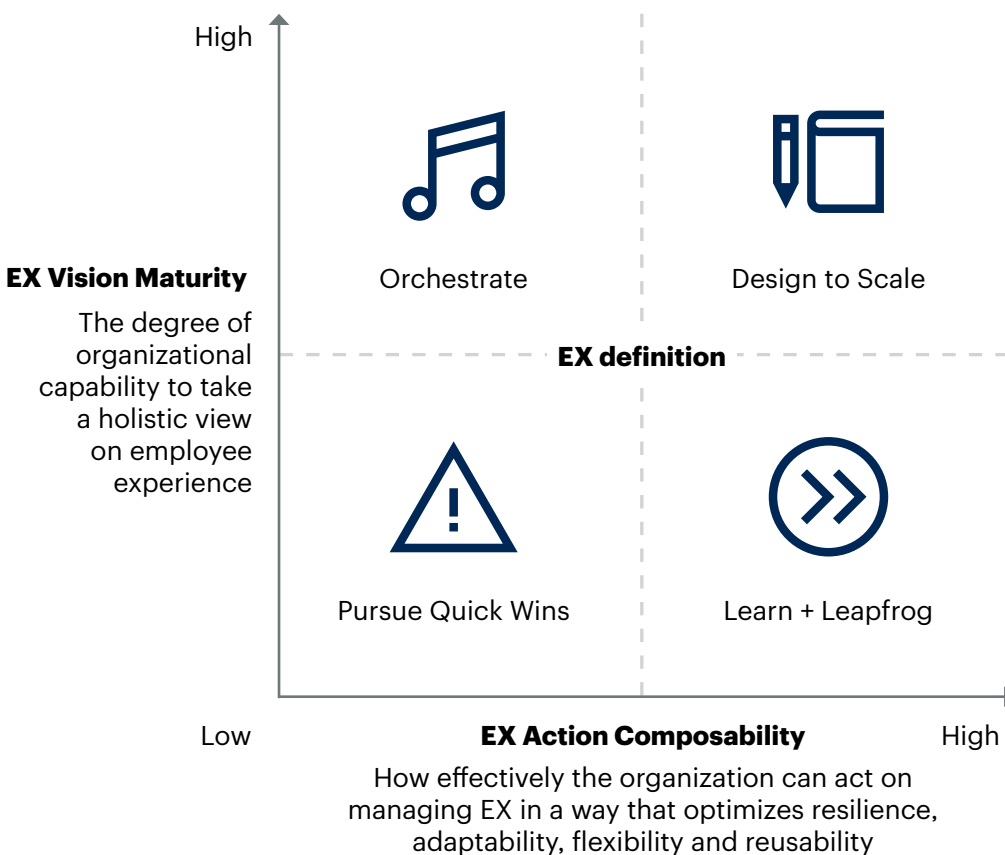 High
Orchestrate
Design to Scale
EX Vision Maturity
The degree of
organizational
capability to take
a holistic view
on employee
experience
EX definition
Pursue Quick Wins
Learn + Leapfrog
Low
EX Action Composability
High
How effectively the organization can act on
managing EX in a way that optimizes resilience,
adaptability, flexibility and reusability